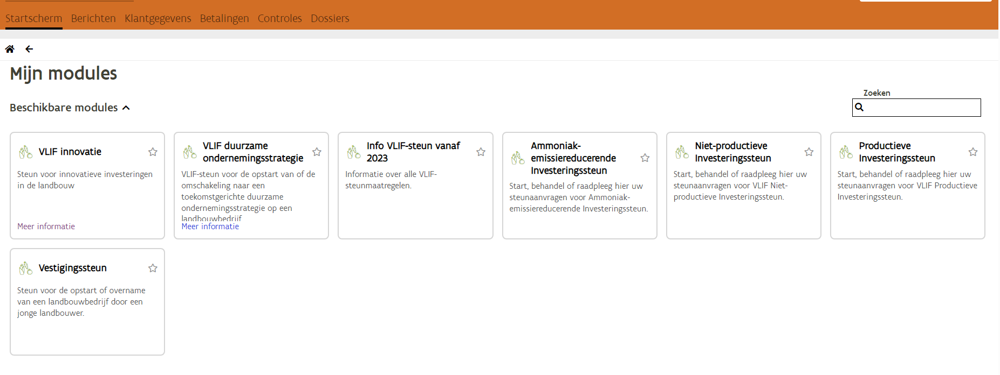 Startscherm Berichten Klantgegevens Betalingen Controles Dossiers
Mijn modules
Zoeken
Beschikbare modules
VLIF innovatie
Steun voor innovatieve investeringen
in de landbouw
Meer informatie
VLIF duurzame
ondernemingsstrategie
VLIF-steun voor de opstart van of de
omschakeling naar een
toekomstgerichte duurzame
ondernemingsstrategie op een
landbouwbedrijf
Meer informatie
Info VLIF-steun vanaf
2023
Informatie over alle VLIF-
steunmaatregelen.
Ammoniak-
emissiereducerende
Investeringssteun
Start, behandel of raadpleeg hier uw
steunaanvragen voor Ammoniak-
emissiereducerende Investeringssteun.
Niet-productieve
Investeringssteun
Start, behandel of raadpleeg hier uw
steunaanvragen voor VLIF Niet-
productieve Investeringssteun.
Productieve
Investeringssteun
Start, behandel of raadpleeg hier uw
steunaanvragen voor VLIF Productieve
Investeringssteun.
Vestigingssteun
Steun voor de opstart of overname
van een landbouwbedrijf door een
jonge landbouwer.